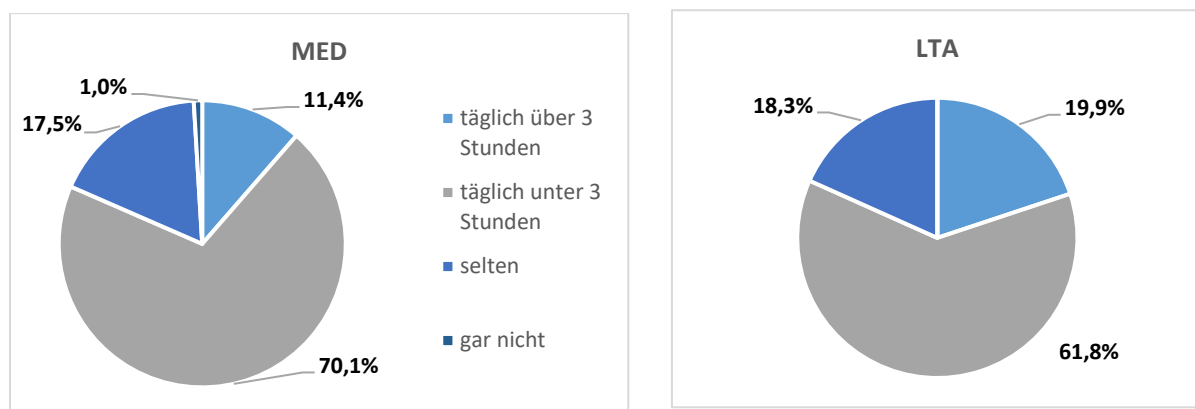 MED
1,0%
11,4%
17,5%
70,1%
täglich über 3
Stunden
täglich unter 3
Stunden
selten
gar nicht
LTA
18,3%
19,9%
61,8%